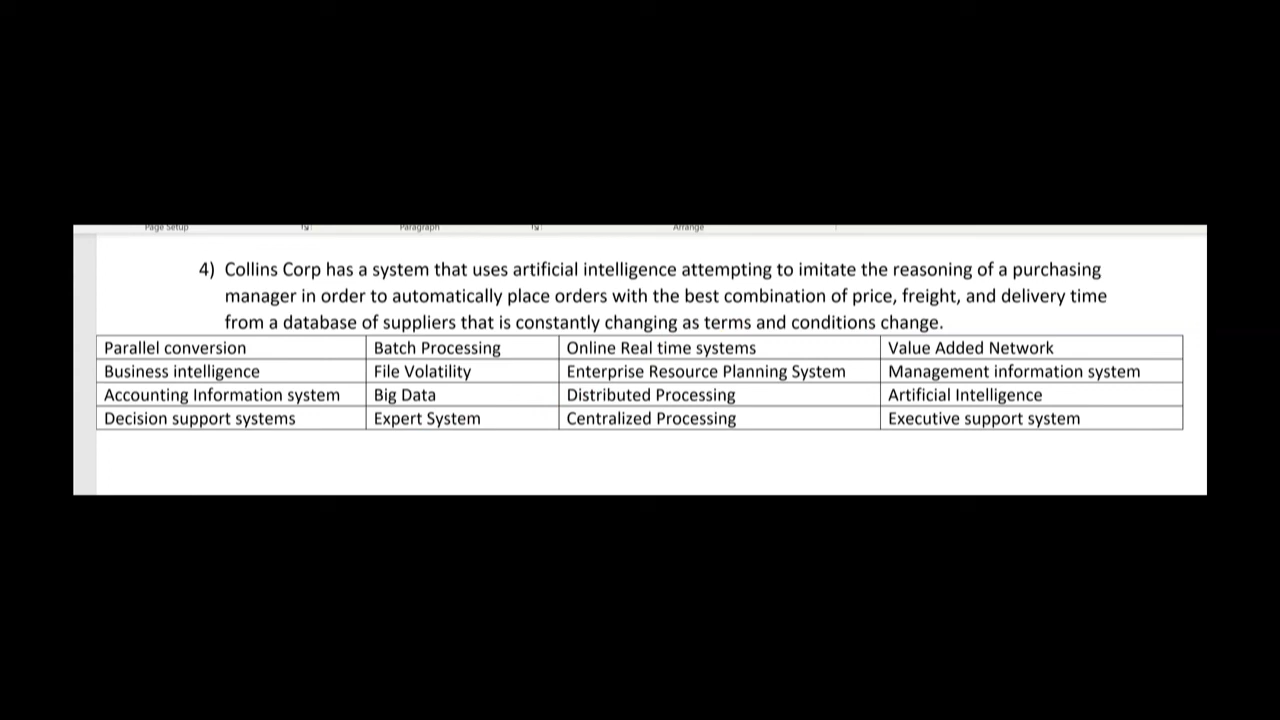 Page Setup Paragraph Arrange
4) Collins Corp has a system that uses artificial intelligence attempting to imitate the reasoning of a purchasing
manager in order to automatically place orders with the best combination of price, freight, and delivery time
from a database of suppliers that is constantly changing as terms and conditions change.
Parallel conversion Batch Processing Online Real time systems Value Added Network
Business intelligence File Volatility Enterprise Resource Planning System Management information system
Accounting Information system Big Data Distributed Processing Artificial Intelligence
Decision support systems Expert System Centralized Processing Executive support system